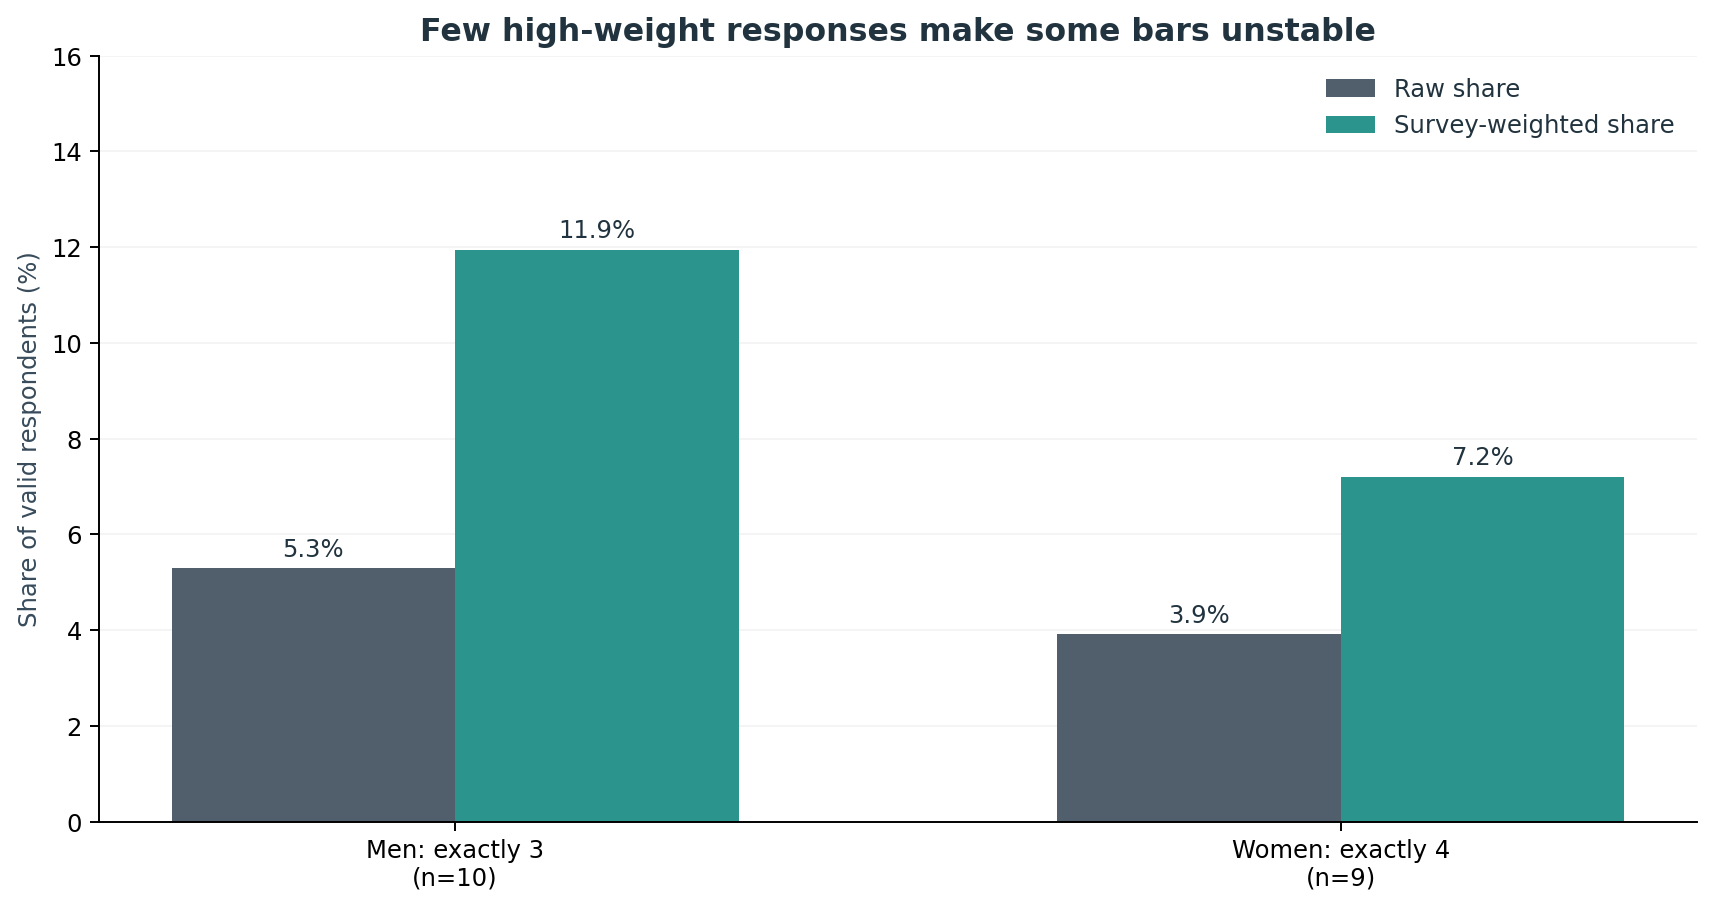 Few high-weight responses make some bars unstable
Raw share
Survey-weighted share
Share of valid respondents (%)
16
14
12
10
8
6
4
2
0
11.9%
7.2%
5.3%
3.9%
Men: exactly 3
(n=10)
Women: exactly 4
(n=9)